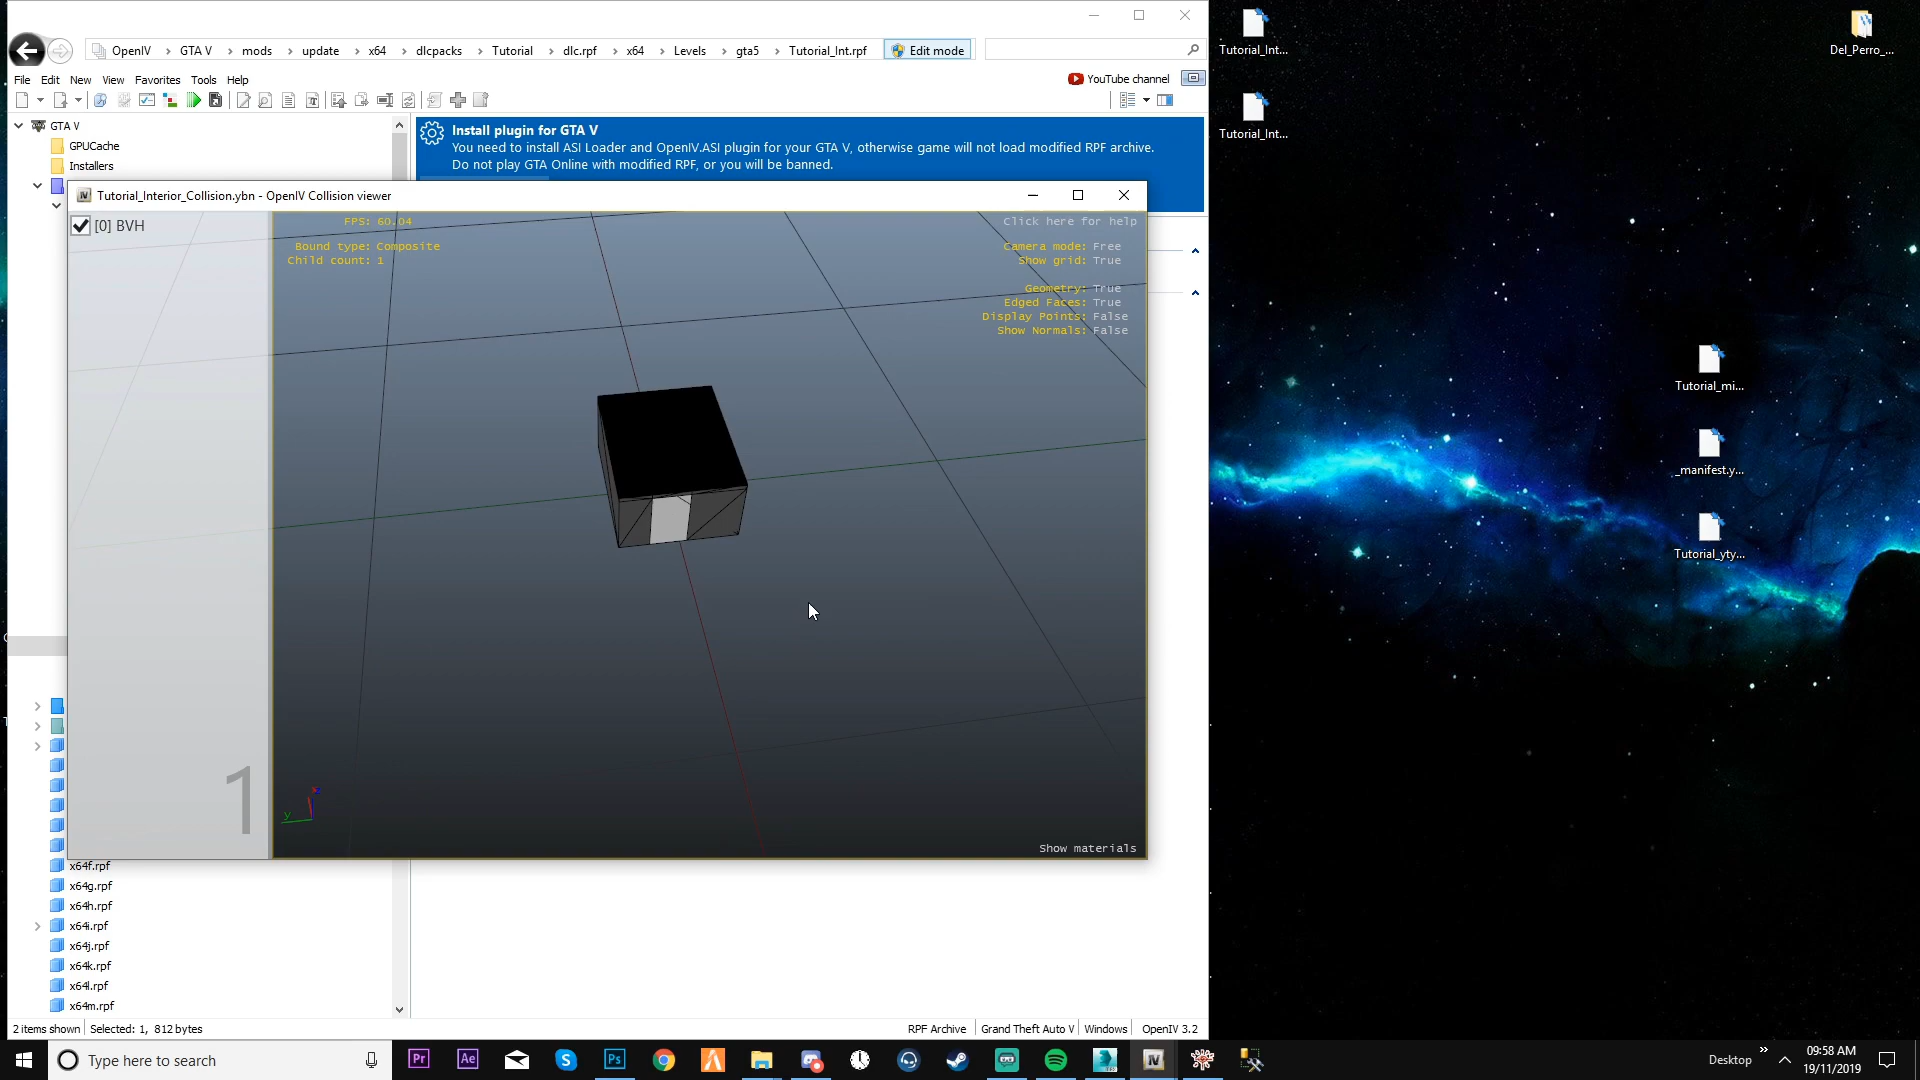 OpenIV > GTA V > mods > update > x64 > dlcpacks > Tutorial > dlc.rpf > x64 > Levels > gta5 > Tutorial_Int.rpf
Edit mode
File Edit New View Favorites Tools Help
YouTube channel
GTA V
GPUCache
Installers
Install plugin for GTA V
You need to install ASI Loader and OpenIV.ASI plugin for your GTA V, otherwise game will not load modified RPF archive.
Do not play GTA Online with modified RPF, or you will be banned.
Tutorial_Interior_Collision.ybn - OpenIV Collision viewer
[0] BVH
FPS: 60.04
Bound type: Composite
Child count: 1
Click here for help
Camera mode: Free
Show grid: True
Geometry: True
Edged Faces: True
Display Points: False
Show Normals: False
1
y
Show materials
x64f.rpf
x64g.rpf
x64h.rpf
x64i.rpf
x64j.rpf
x64k.rpf
x64l.rpf
x64m.rpf
2 items shown
Selected: 1, 812 bytes
RPF Archive
Grand Theft Auto V
Windows
OpenIV 3.2
Tutorial_Int...
Tutorial_Int...
Del_Perro_...
Tutorial_mi...
_manifest.y...
Tutorial_yty...
Type here to search
Pr
Ae
Ps
Desktop
09:58 AM
19/11/2019